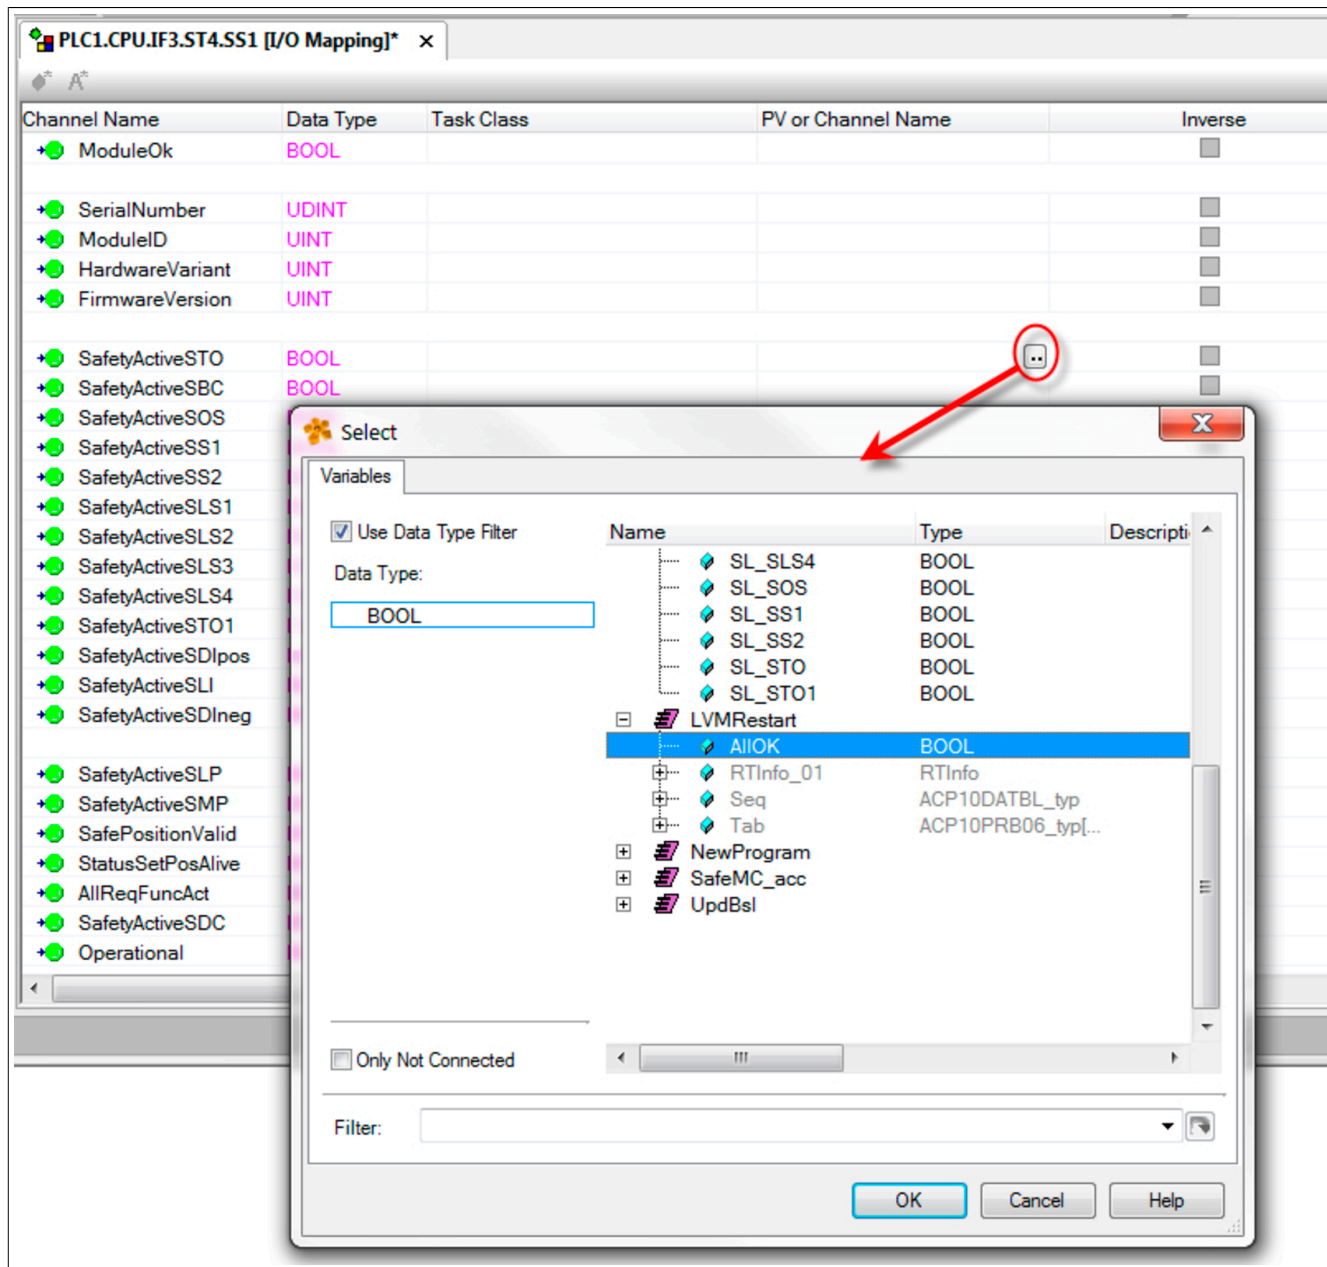 PLC1.CPU.IF3.ST4.SS1 [I/O Mapping]*
Channel Name Data Type Task Class PV or Channel Name Inverse
ModuleOk BOOL
SerialNumber UDINT
ModuleID UINT
HardwareVariant UINT
FirmwareVersion UINT
SafetyActiveSTO BOOL ..
SafetyActiveSBC BOOL
SafetyActiveSOS
SafetyActiveSS1
SafetyActiveSS2
SafetyActiveSLS1
SafetyActiveSLS2
SafetyActiveSLS3
SafetyActiveSLS4
SafetyActiveSTO1
SafetyActiveSDIpos
SafetyActiveSLI
SafetyActiveSDIneg
SafetyActiveSLP
SafetyActiveSMP
SafePositionValid
StatusSetPosAlive
AllReqFuncAct
SafetyActiveSDC
Operational
Select
Variables
Use Data Type Filter
Data Type:
BOOL
Name Type Descripti
SL_SLS4 BOOL
SL_SOS BOOL
SL_SS1 BOOL
SL_SS2 BOOL
SL_STO BOOL
SL_STO1 BOOL
LVMRestart
AllOK BOOL
RTInfo_01 RTInfo
Seq ACP10DATBL_typ
Tab ACP10PRB06_typ[...
NewProgram
SafeMC_acc
UpdBsl
Only Not Connected
Filter:
OK Cancel Help